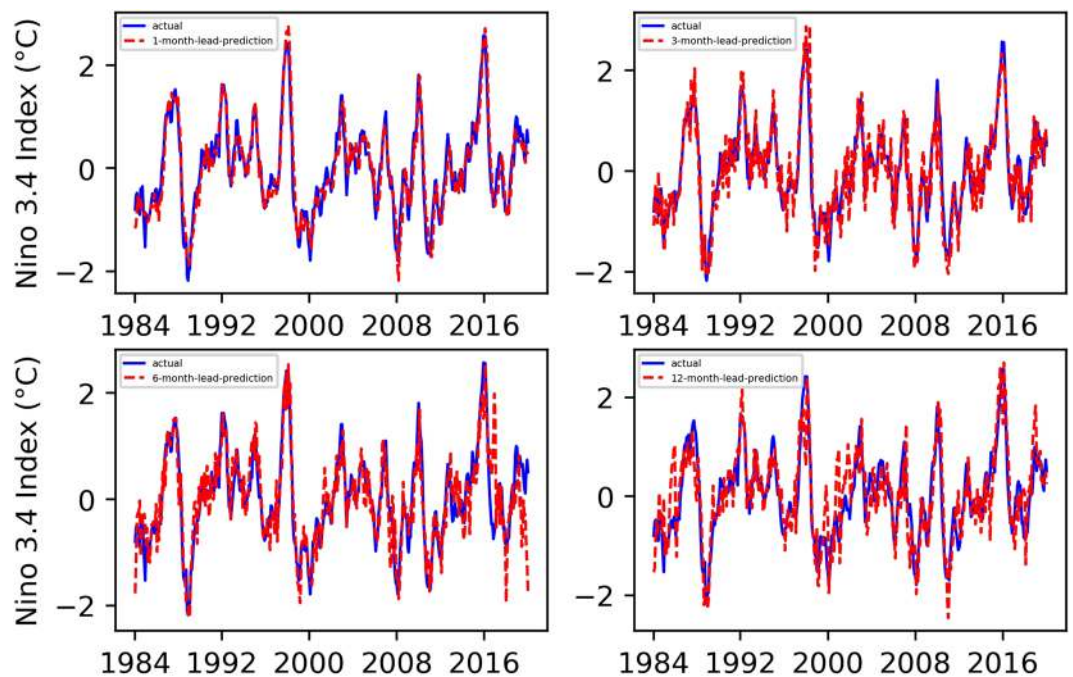 Nino 3.4 Index (°C)
actual
1-month-lead-prediction
2
0
−2
1984 1992 2000 2008 2016
actual
3-month-lead-prediction
2
0
−2
1984 1992 2000 2008 2016
Nino 3.4 Index (°C)
actual
6-month-lead-prediction
2
0
−2
1984 1992 2000 2008 2016
actual
12-month-lead-prediction
2
0
−2
1984 1992 2000 2008 2016